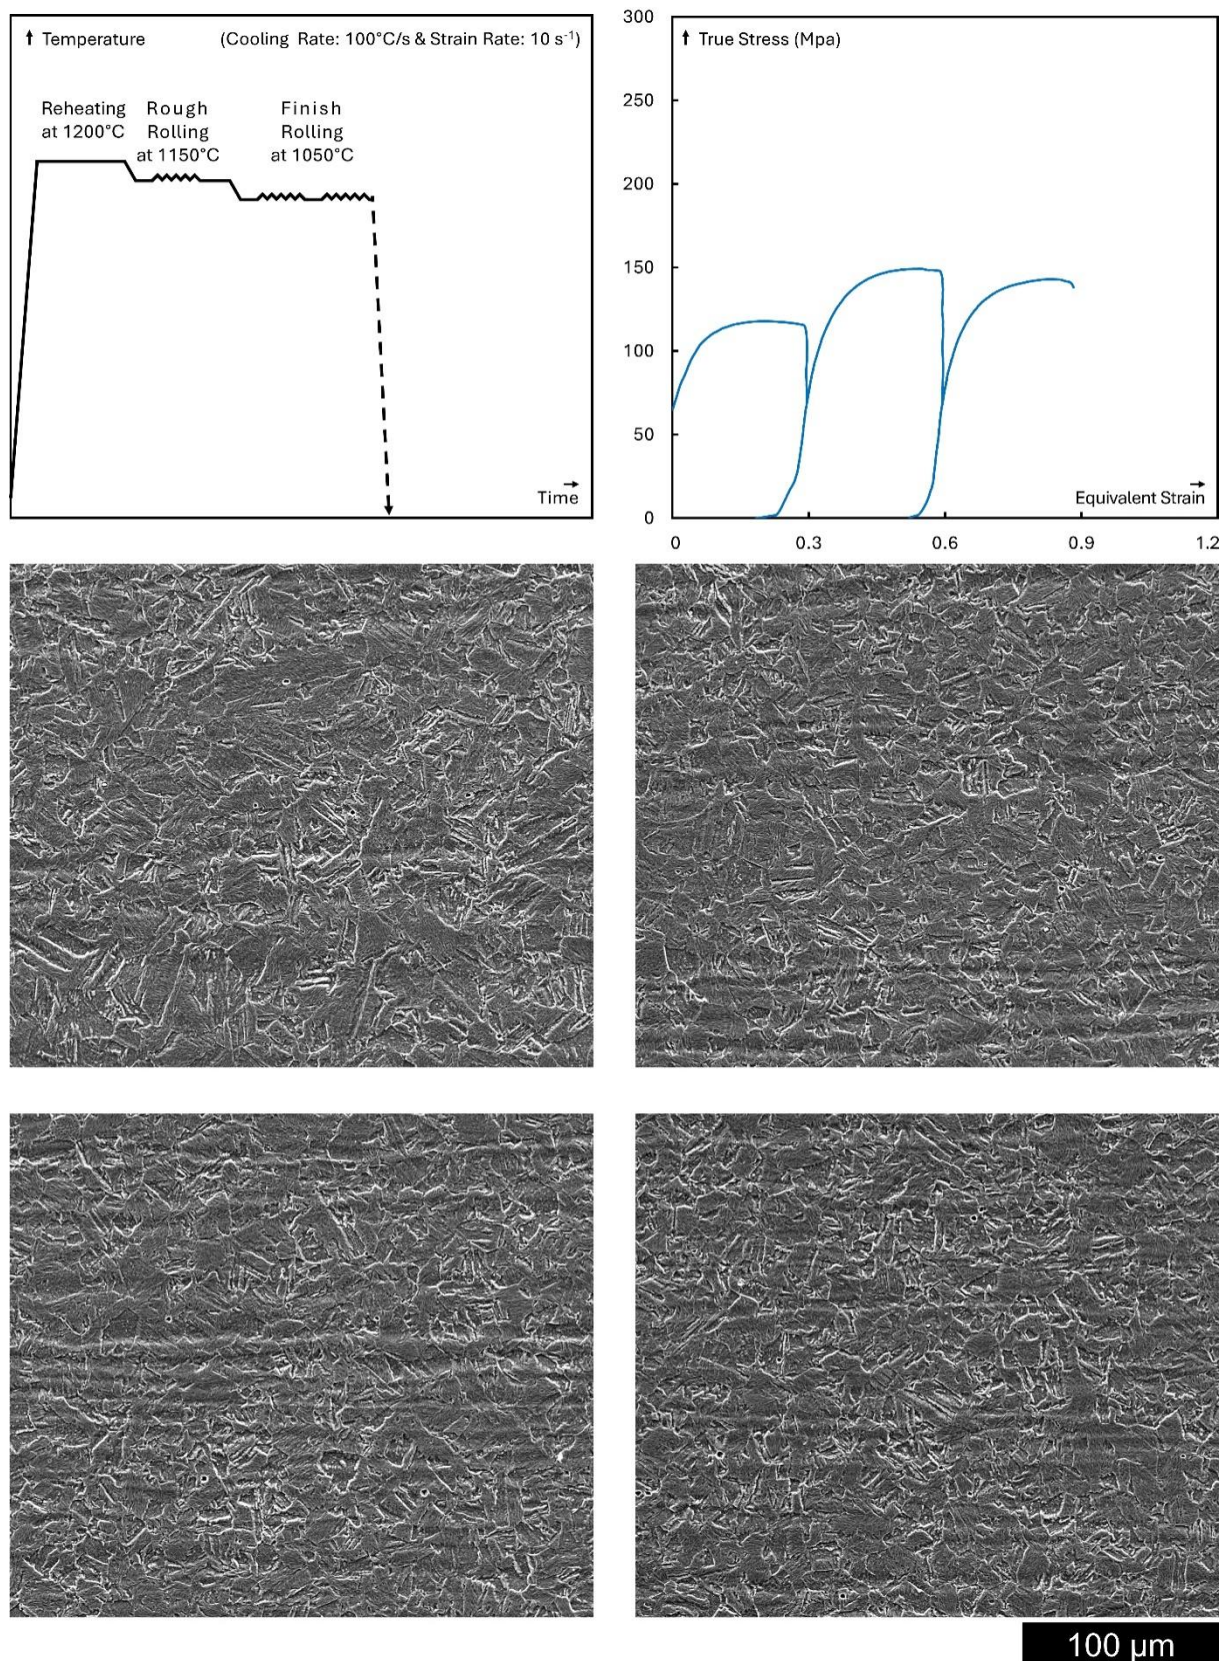 Temperature (Cooling Rate: 100°C/s & Strain Rate: 10 s⁻¹)
Reheating
at 1200°C
Rough
Rolling
at 1150°C
Finish
Rolling
at 1050°C
Time
300
True Stress (Mpa)
250
200
150
100
50
0
Equivalent Strain
0 0.3 0.6 0.9 1.2
100 µm